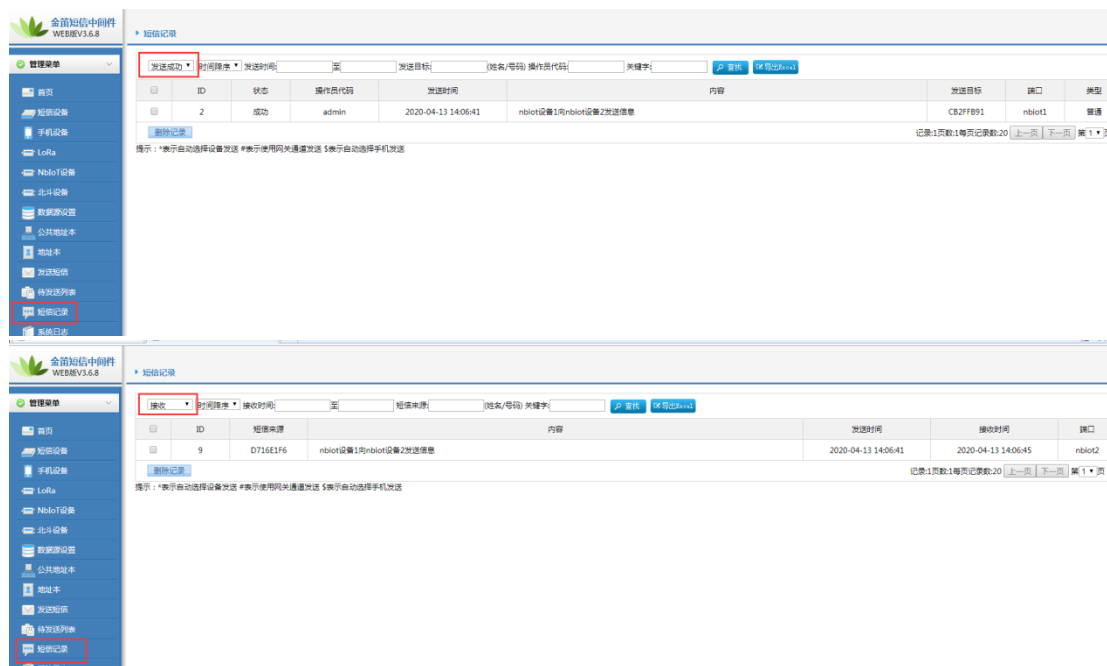 金笛短信中间件
WEB版V3.6.8
短信记录
管理菜单
首页
短信设备
手机设备
LoRa
NbIoT设备
北斗设备
数据源设置
公共地址本
地址本
发送短信
待发送列表
短信记录
系统日志
发送成功 时间降序 发送时间: 至 发送目标: (姓名/号码) 操作员代码: 关键字: 查找 导出Excel
ID 状态 操作员代码 发送时间 内容 发送目标 端口 类型
2 成功 admin 2020-04-13 14:06:41 nbiot设备1向nbiot设备2发送信息 CB2FFB91 nbiot1 普通
删除记录 记录:1页数:1每页记录数:20 上一页 下一页 第 1
提示：*表示自动选择设备发送 #表示使用网关通道发送 $表示自动选择手机发送
金笛短信中间件
WEB版V3.6.8
短信记录
管理菜单
首页
短信设备
手机设备
LoRa
NbIoT设备
北斗设备
数据源设置
公共地址本
地址本
发送短信
待发送列表
短信记录
接收 时间降序 接收时间: 至 短信来源: (姓名/号码) 关键字: 查找 导出Excel
ID 短信来源 内容 发送时间 接收时间 端口
9 D716E1F6 nbiot设备1向nbiot设备2发送信息 2020-04-13 14:06:41 2020-04-13 14:06:45 nbiot2
删除记录 记录:1页数:1每页记录数:20 上一页 下一页 第 1 页
提示：*表示自动选择设备发送 #表示使用网关通道发送 $表示自动选择手机发送